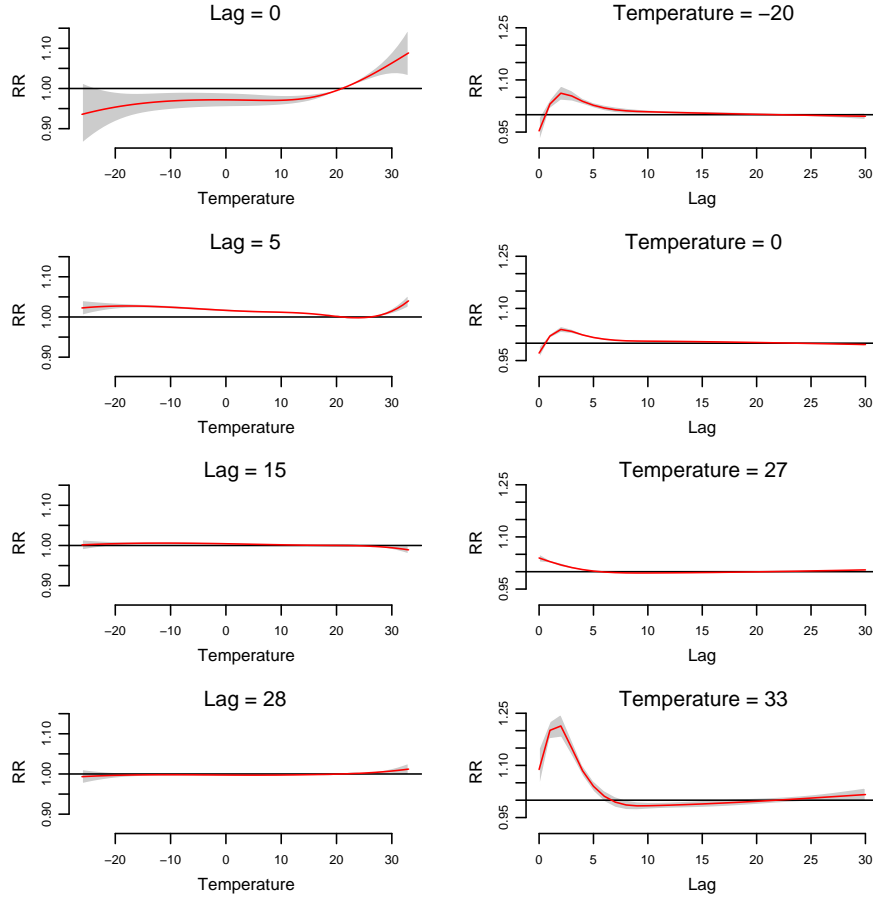 Lag = 0
RR
0.90 1.00 1.10
−20 −10 0 10 20 30
Temperature
Temperature = −20
RR
0.95 1.10 1.25
0 5 10 15 20 25 30
Lag
Lag = 5
RR
0.90 1.00 1.10
−20 −10 0 10 20 30
Temperature
Temperature = 0
RR
0.95 1.10 1.25
0 5 10 15 20 25 30
Lag
Lag = 15
RR
0.90 1.00 1.10
−20 −10 0 10 20 30
Temperature
Temperature = 27
RR
0.95 1.10 1.25
0 5 10 15 20 25 30
Lag
Lag = 28
RR
0.90 1.00 1.10
−20 −10 0 10 20 30
Temperature
Temperature = 33
RR
0.95 1.10 1.25
0 5 10 15 20 25 30
Lag